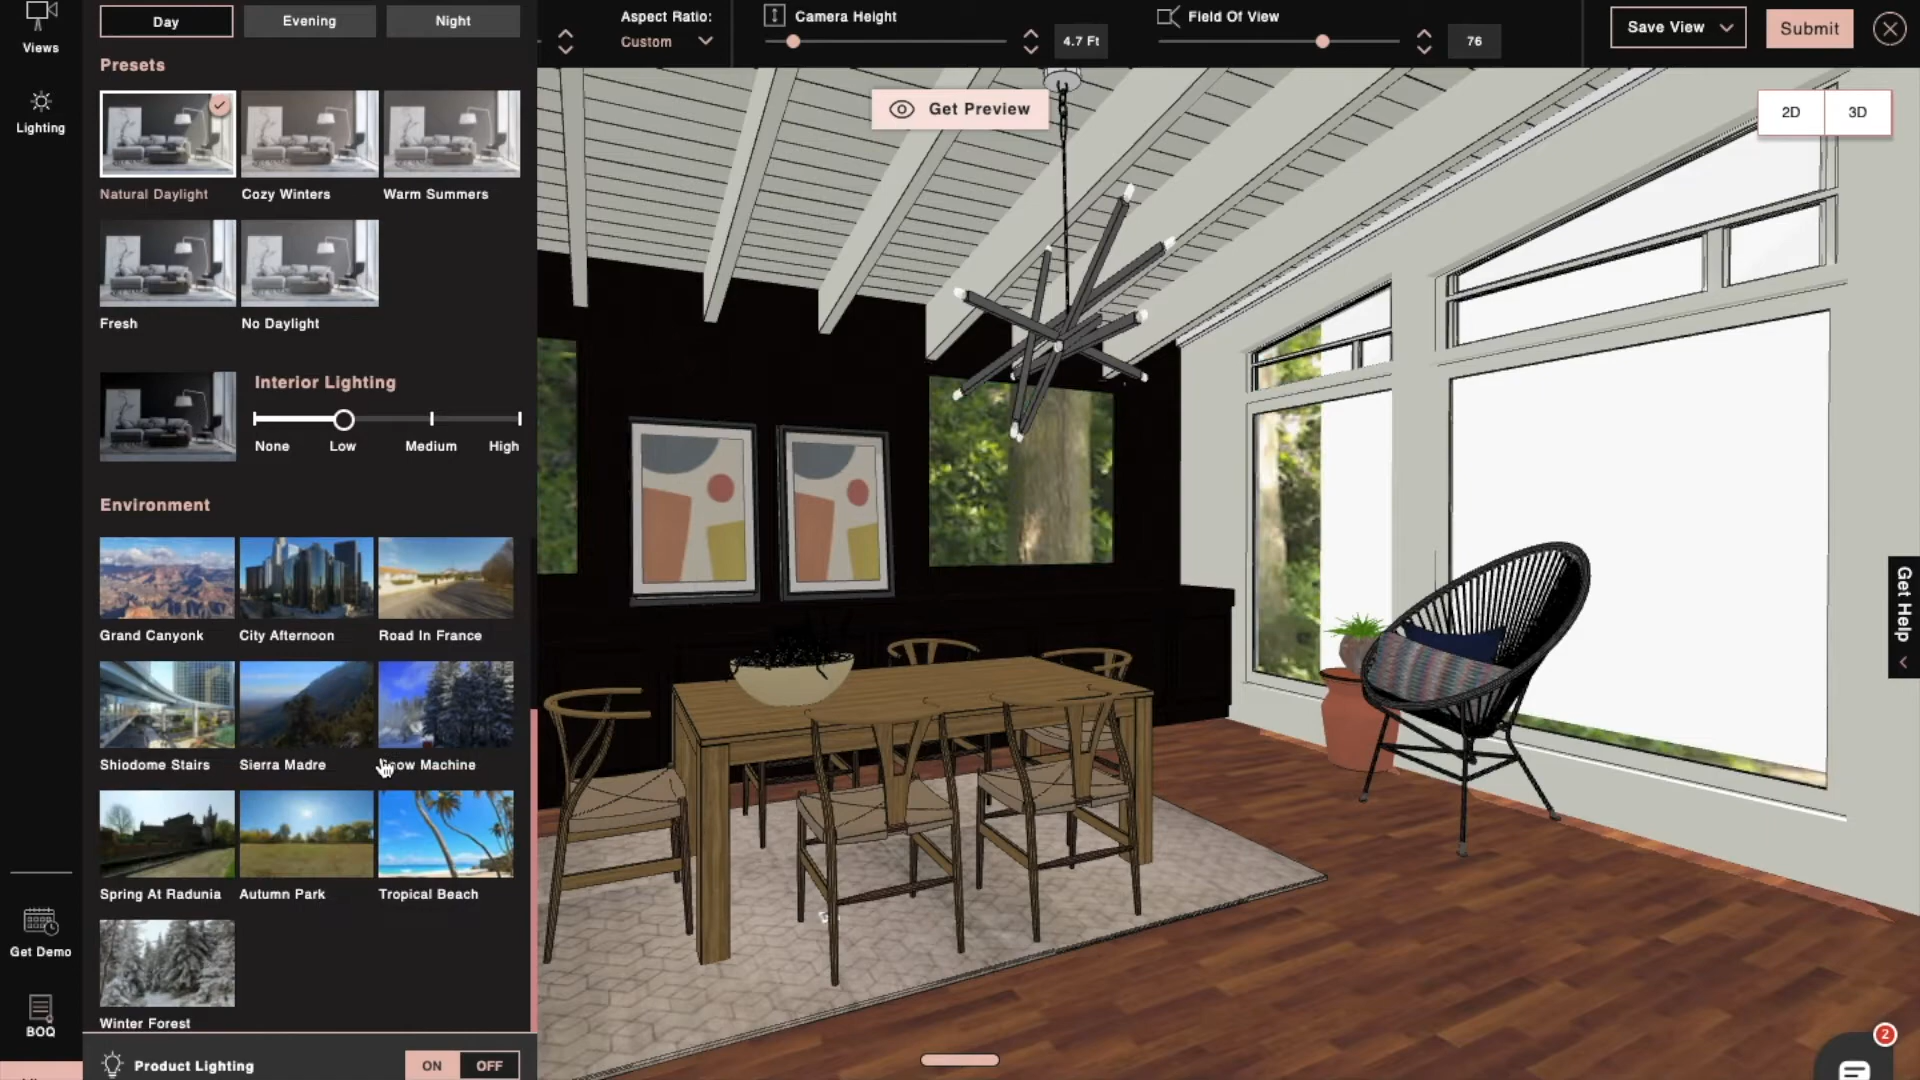 Views
Lighting
Get Demo
BOQ
Day
Evening
Night
Presets
Natural Daylight
Cozy Winters
Warm Summers
Fresh
No Daylight
Interior Lighting
None
Low
Medium
High
Environment
Grand Canyonk
City Afternoon
Road In France
Shiodome Stairs
Sierra Madre
Snow Machine
Spring At Radunia
Autumn Park
Tropical Beach
Winter Forest
Product Lighting
ON
OFF
Aspect Ratio:
Custom
Camera Height
4.7 Ft
Field Of View
76
Save View
Submit
Get Preview
2D
3D
Get Help
2